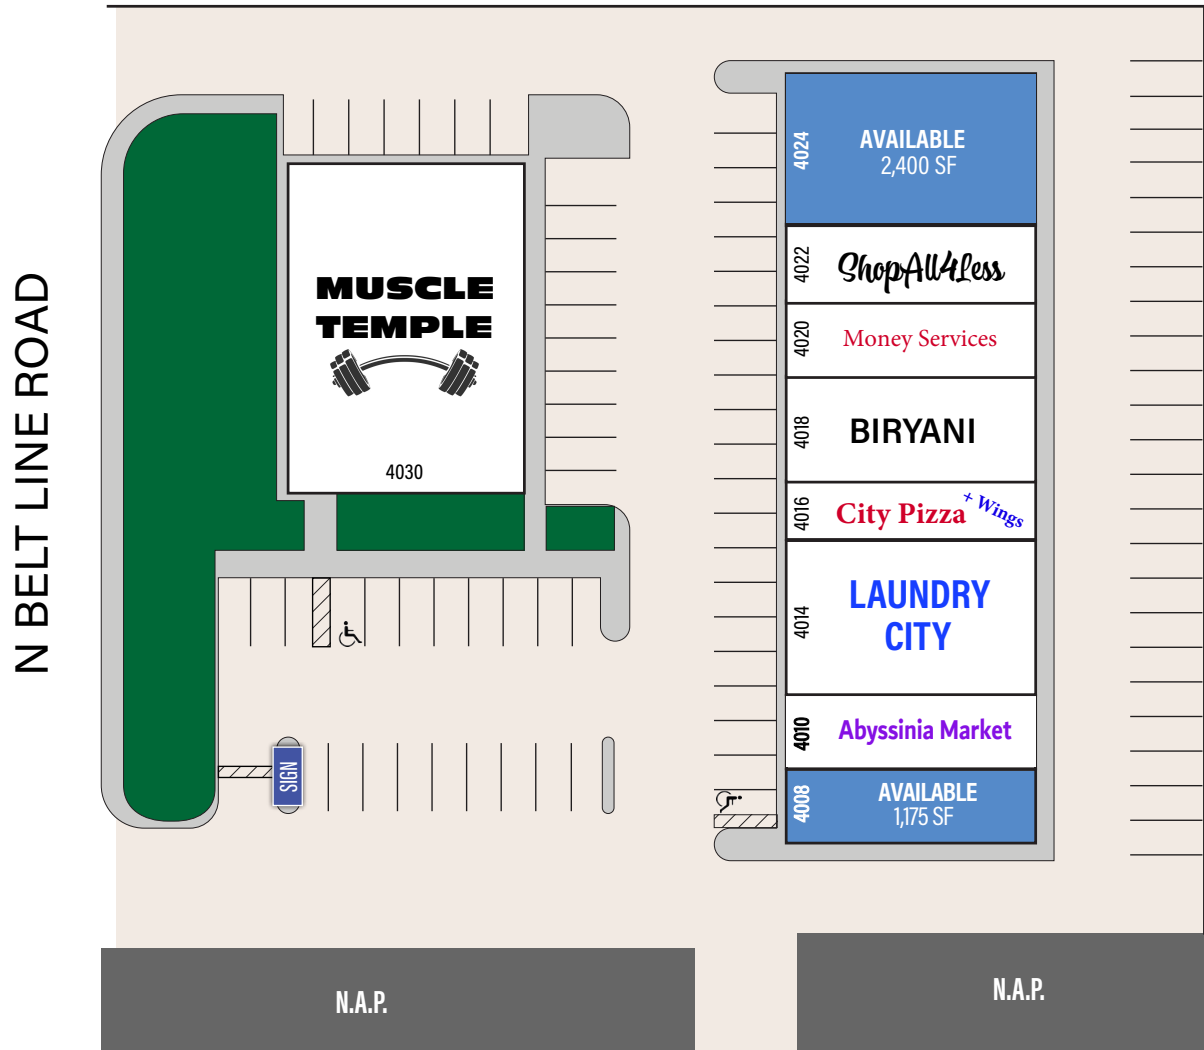 N BELT LINE ROAD
MUSCLE
TEMPLE
4030
SIGN
4024
AVAILABLE
2,400 SF
4022
ShopAll4Less
4020
Money Services
4018
BIRYANI
4016
City Pizza + Wings
4014
LAUNDRY
CITY
4010
Abyssinia Market
4008
AVAILABLE
1,175 SF
N.A.P.
N.A.P.